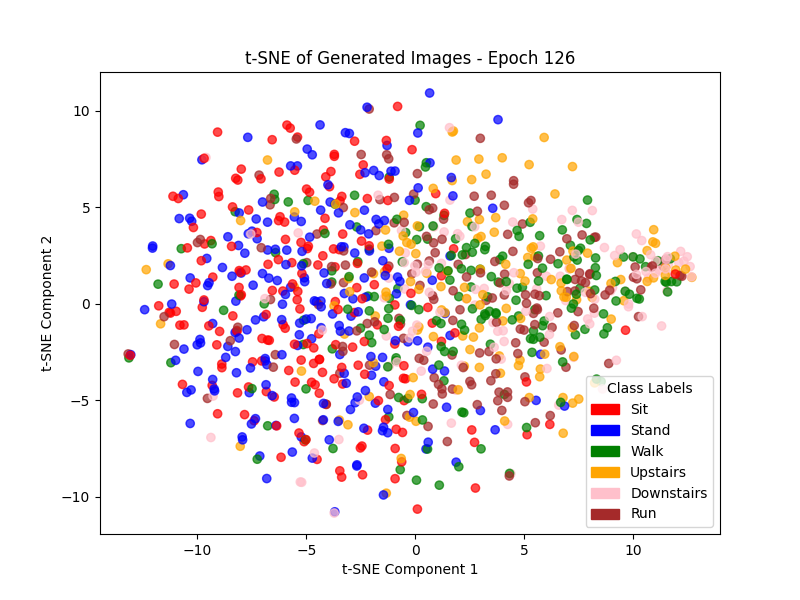 t-SNE of Generated Images - Epoch 126
10
5
0
−5
−10
t-SNE Component 2
−10
−5
0
5
10
t-SNE Component 1
Class Labels
Sit
Stand
Walk
Upstairs
Downstairs
Run